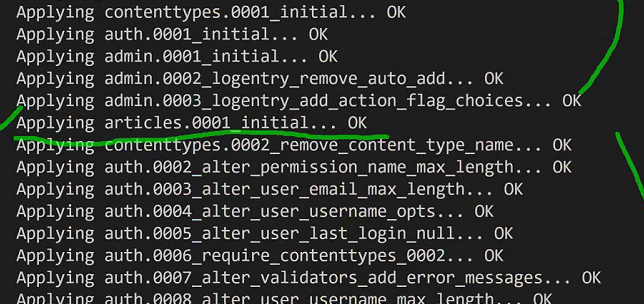 Applying contenttypes.0001_initial... OK
Applying auth.0001_initial... OK
Applying admin.0001_initial... OK
Applying admin.0002_logentry_remove_auto_add... OK
Applying admin.0003_logentry_add_action_flag_choices... OK
Applying articles.0001_initial... OK
Applying contenttypes.0002_remove_content_type_name... OK
Applying auth.0002_alter_permission_name_max_length... OK
Applying auth.0003_alter_user_email_max_length... OK
Applying auth.0004_alter_user_username_opts... OK
Applying auth.0005_alter_user_last_login_null... OK
Applying auth.0006_require_contenttypes_0002... OK
Applying auth.0007_alter_validators_add_error_messages... OK
Applying auth.0008_alter_user_username_max_length... OK